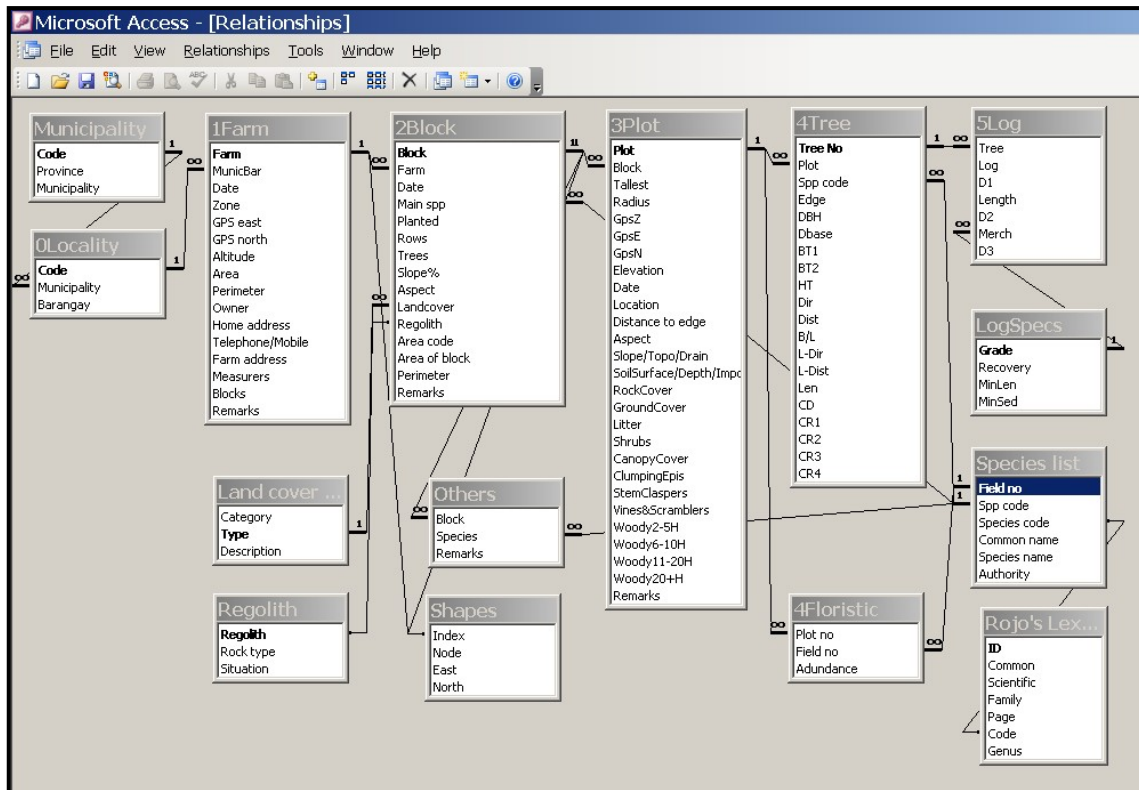 Microsoft Access - [Relationships]
File Edit View Relationships Tools Window Help
Municipality
Code
Province
Municipality
0Locality
Code
Municipality
Barangay
1Farm
Farm
MunicBar
Date
Zone
GPS east
GPS north
Altitude
Area
Perimeter
Owner
Home address
Telephone/Mobile
Farm address
Measurers
Blocks
Remarks
Land cover ...
Category
Type
Description
Regolith
Regolith
Rock type
Situation
2Block
Block
Farm
Date
Main spp
Planted
Rows
Trees
Slope%
Aspect
Landcover
Regolith
Area code
Area of block
Perimeter
Remarks
Others
Block
Species
Remarks
Shapes
Index
Node
East
North
3Plot
Plot
Block
Tallest
Radius
GpsZ
GpsE
GpsN
Elevation
Date
Location
Distance to edge
Aspect
Slope/Topo/Drain
SoilSurface/Depth/Impo
RockCover
GroundCover
Litter
Shrubs
CanopyCover
ClumpingEpis
StemClaspers
Vines&Scramblers
Woody2-5H
Woody6-10H
Woody11-20H
Woody20+H
Remarks
4Tree
Tree No
Plot
Spp code
Edge
DBH
Dbase
BT1
BT2
HT
Dir
Dist
B/L
L-Dir
L-Dist
Len
CD
CR1
CR2
CR3
CR4
4Floristic
Plot no
Field no
Adundance
5Log
Tree
Log
D1
Length
D2
Merch
D3
LogSpecs
Grade
Recovery
MinLen
MinSed
Species list
Field no
Spp code
Species code
Common name
Species name
Authority
Rojo's Lex...
ID
Common
Scientific
Family
Page
Code
Genus